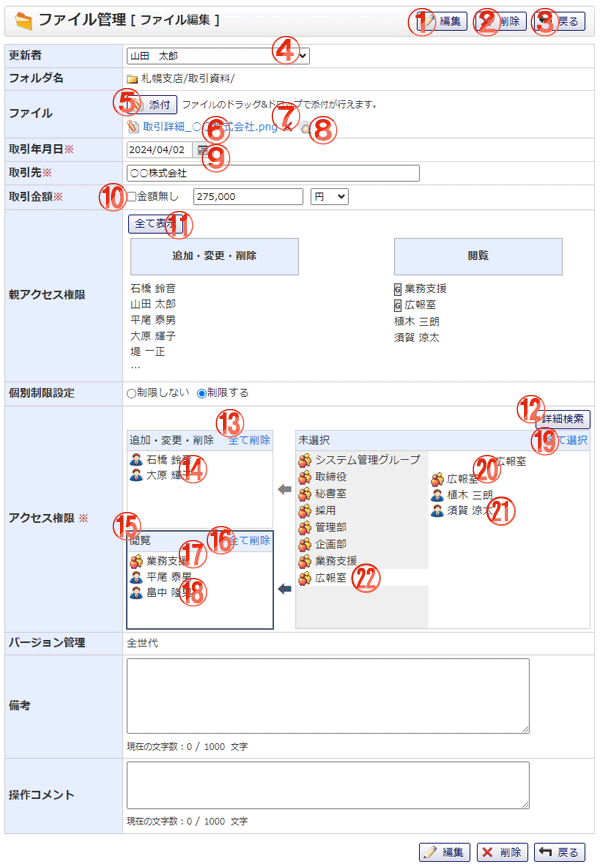 ファイル管理 [ ファイル編集 ]
① 編集 ② 削除 ③ 戻る
更新者 山田 太郎 ④
フォルダ名 札幌支店/取引資料/
ファイル ⑤ 添付 ファイルのドラッグ&ドロップで添付が行えます。
取引詳細_○○株式会社.png ⑥ ⑦ ⑧
取引年月日※ 2024/04/02 ⑨
取引先※ ○○株式会社
取引金額※ ⑩ 金額無し 275,000 円
親アクセス権限 全て表示 ⑪
追加・変更・削除 閲覧
石橋 鈴音 G 業務支援
山田 太郎 G 広報室
平尾 泰男 植木 三朗
大原 輝子 須賀 涼太
堤 一正
…
個別制限設定 制限しない 制限する
⑫ 詳細検索
アクセス権限 ※
追加・変更・削除 ⑬ 全て削除 未選択 ⑲ 全て選択
石橋 鈴音 システム管理グループ 広報室
大原 輝子 ⑭ 取締役 広報室 ⑳
秘書室 植木 三朗
採用 須賀 涼太 ㉑
⑮ 管理部
閲覧 ⑯ 全て削除 企画部
業務支援 ⑰ 業務支援
平尾 泰男 広報室 ㉒
畠中 隆男 ⑱
バージョン管理 全世代
備考
現在の文字数：0 / 1000 文字
操作コメント
現在の文字数：0 / 1000 文字
編集 削除 戻る